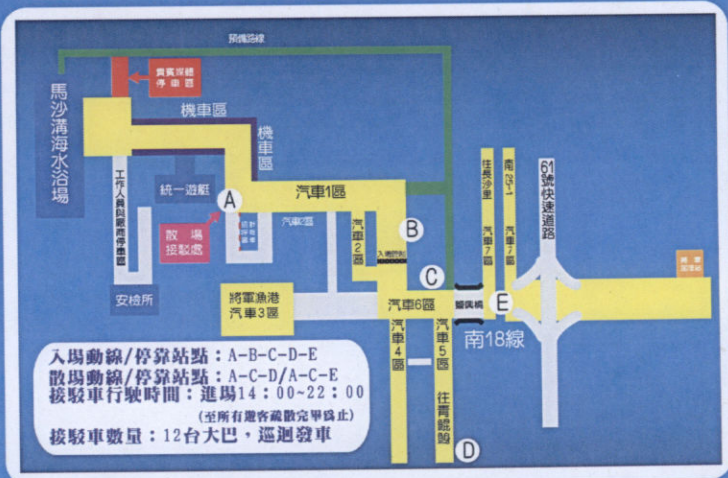 預備路線
貴賓媒體
停車區
馬沙溝海水浴場
機車區
機車區
工作人員與廠商停車區
統一遊艇
A
汽車1區
散場
接駁處
汽車2區
汽車2區
B
安檢所
將軍漁港
汽車3區
C
汽車6區
汽車4區
汽車5區
往青鯤鯓
D
E
往長沙里
汽車7區
南25-1
汽車7區
61號快速道路
南18線
入場動線/停靠站點：A-B-C-D-E
散場動線/停靠站點：A-C-D/A-C-E
接駁車行駛時間：進場14：00~22：00
(至所有遊客疏散完畢為止)
接駁車數量：12台大巴，巡迴發車